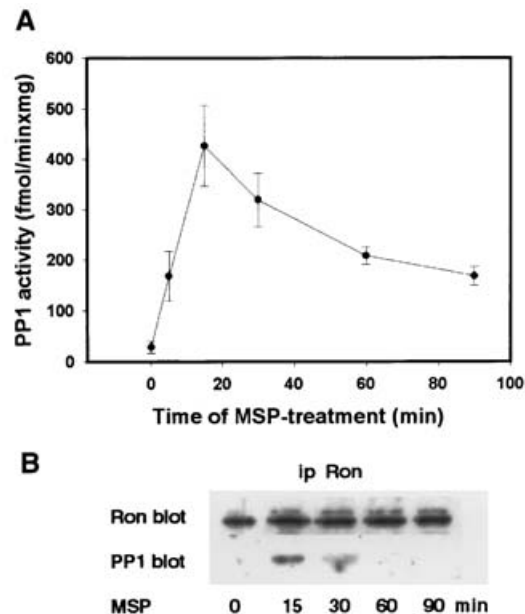 A
PP1 activity (fmol/minxmg)
600
500
400
300
200
100
0
0 20 40 60 80 100
Time of MSP-treatment (min)
B
ip Ron
Ron blot
PP1 blot
MSP 0 15 30 60 90 min